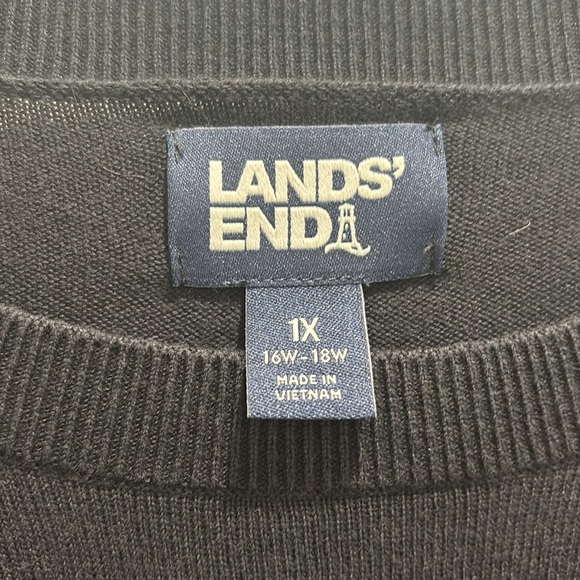 LANDS'
END
1X
16W-18W
MADE IN
VIETNAM